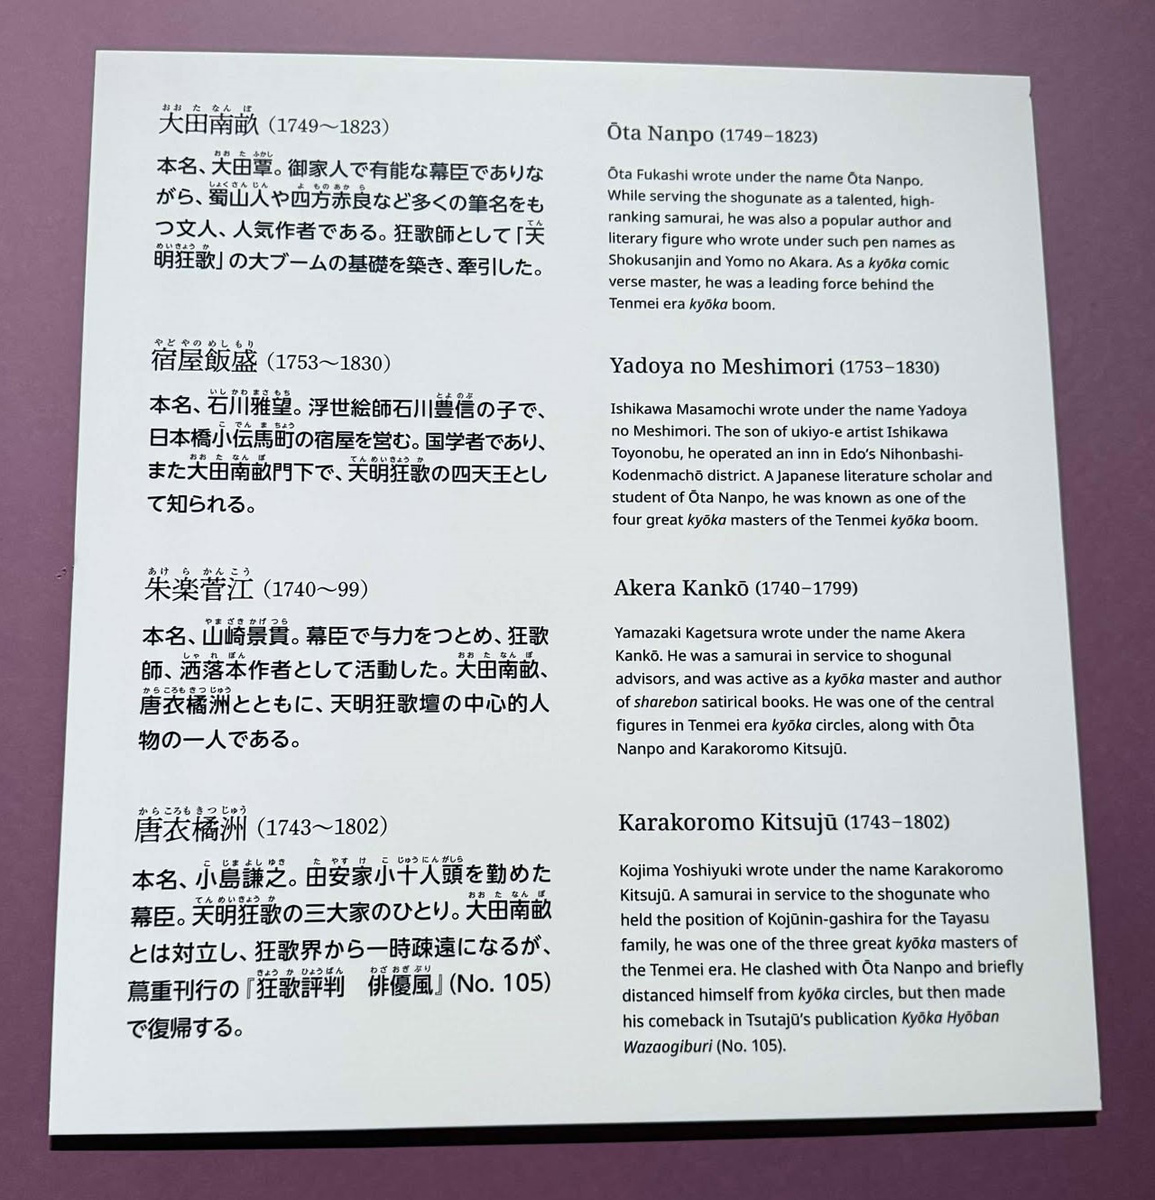 大田南畝（1749〜1823）
本名、大田覃。御家人で有能な幕臣でありな
がら、蜀山人や四方赤良など多くの筆名をも
つ文人、人気作者である。狂歌師として「天
明狂歌」の大ブームの基礎を築き、牽引した。
宿屋飯盛（1753〜1830）
本名、石川雅望。浮世絵師石川豊信の子で、
日本橋小伝馬町の宿屋を営む。国学者であり、
また大田南畝門下で、天明狂歌の四天王とし
て知られる。
朱楽菅江（1740〜99）
本名、山崎景貫。幕臣で与力をつとめ、狂歌
師、洒落本作者として活動した。大田南畝、
唐衣橘洲とともに、天明狂歌壇の中心的人
物の一人である。
唐衣橘洲（1743〜1802）
本名、小島謙之。田安家小十人頭を勤めた
幕臣。天明狂歌の三大家のひとり。大田南畝
とは対立し、狂歌界から一時疎遠になるが、
蔦重刊行の『狂歌評判　俳優風』(No. 105)
で復帰する。
Ōta Nanpo (1749–1823)
Ōta Fukashi wrote under the name Ōta Nanpo.
While serving the shogunate as a talented, high-
ranking samurai, he was also a popular author and
literary figure who wrote under such pen names as
Shokusanjin and Yomo no Akara. As a kyōka comic
verse master, he was a leading force behind the
Tenmei era kyōka boom.
Yadoya no Meshimori (1753–1830)
Ishikawa Masamochi wrote under the name Yadoya
no Meshimori. The son of ukiyo-e artist Ishikawa
Toyonobu, he operated an inn in Edo’s Nihonbashi-
Kodenmachō district. A Japanese literature scholar and
student of Ōta Nanpo, he was known as one of the
four great kyōka masters of the Tenmei kyōka boom.
Akera Kankō (1740–1799)
Yamazaki Kagetsura wrote under the name Akera
Kankō. He was a samurai in service to shogunal
advisors, and was active as a kyōka master and author
of sharebon satirical books. He was one of the central
figures in Tenmei era kyōka circles, along with Ōta
Nanpo and Karakoromo Kitsujū.
Karakoromo Kitsujū (1743–1802)
Kojima Yoshiyuki wrote under the name Karakoromo
Kitsujū. A samurai in service to the shogunate who
held the position of Kojūnin-gashira for the Tayasu
family, he was one of the three great kyōka masters of
the Tenmei era. He clashed with Ōta Nanpo and briefly
distanced himself from kyōka circles, but then made
his comeback in Tsutajū’s publication Kyōka Hyōban
Wazaogiburi (No. 105).